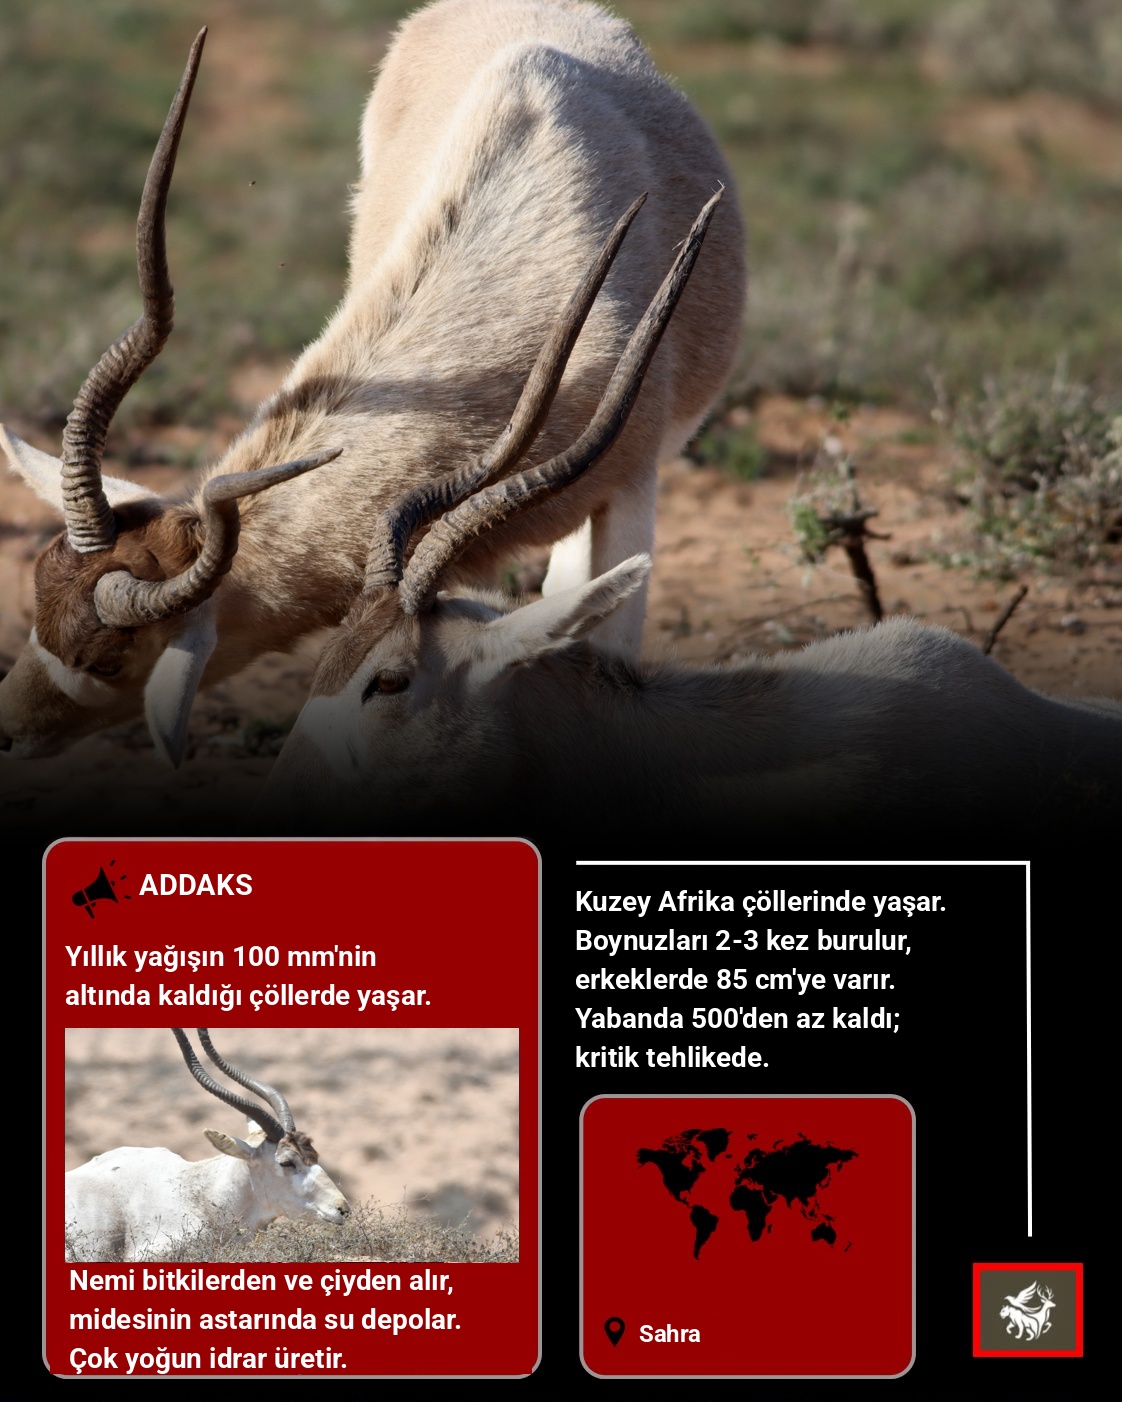 ADDAKS
Yıllık yağışın 100 mm'nin
altında kaldığı çöllerde yaşar.
Nemi bitkilerden ve çiyden alır,
midesinin astarında su depolar.
Çok yoğun idrar üretir.
Kuzey Afrika çöllerinde yaşar.
Boynuzları 2-3 kez burulur,
erkeklerde 85 cm'ye varır.
Yabanda 500'den az kaldı;
kritik tehlikede.
Sahra